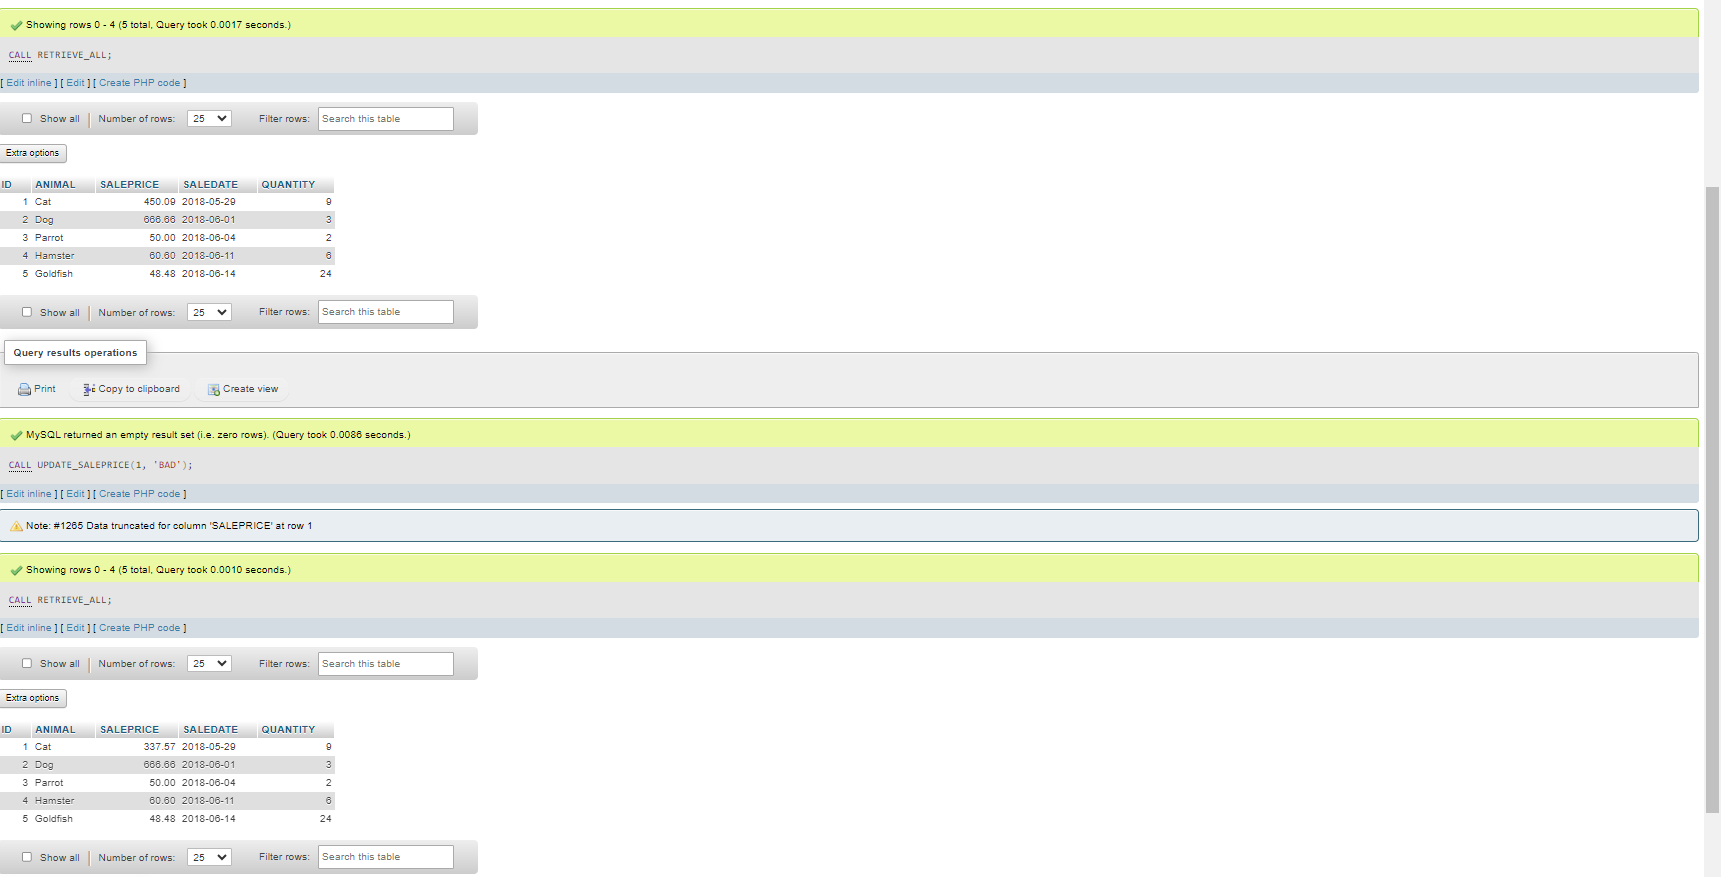 Showing rows 0 - 4 (5 total, Query took 0.0017 seconds.)
CALL RETRIEVE_ALL;
[ Edit inline ] [ Edit ] [ Create PHP code ]
Show all Number of rows: 25 Filter rows: Search this table
Extra options
ID ANIMAL SALEPRICE SALEDATE QUANTITY
1 Cat 450.09 2018-05-29 9
2 Dog 666.66 2018-06-01 3
3 Parrot 50.00 2018-06-04 2
4 Hamster 60.60 2018-06-11 6
5 Goldfish 48.48 2018-06-14 24
Show all Number of rows: 25 Filter rows: Search this table
Query results operations
Print Copy to clipboard Create view
MySQL returned an empty result set (i.e. zero rows). (Query took 0.0086 seconds.)
CALL UPDATE_SALEPRICE(1, 'BAD');
[ Edit inline ] [ Edit ] [ Create PHP code ]
Note: #1265 Data truncated for column 'SALEPRICE' at row 1
Showing rows 0 - 4 (5 total, Query took 0.0010 seconds.)
CALL RETRIEVE_ALL;
[ Edit inline ] [ Edit ] [ Create PHP code ]
Show all Number of rows: 25 Filter rows: Search this table
Extra options
ID ANIMAL SALEPRICE SALEDATE QUANTITY
1 Cat 337.57 2018-05-29 9
2 Dog 666.66 2018-06-01 3
3 Parrot 50.00 2018-06-04 2
4 Hamster 60.60 2018-06-11 6
5 Goldfish 48.48 2018-06-14 24
Show all Number of rows: 25 Filter rows: Search this table